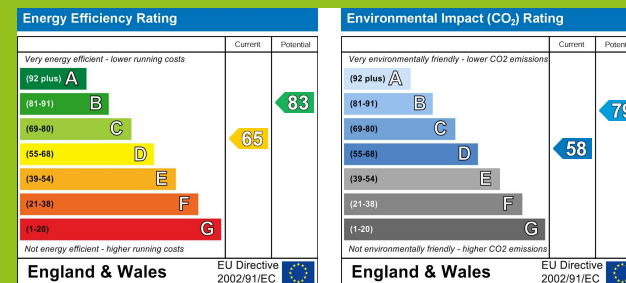 Energy Efficiency Rating
Current Potential
Very energy efficient - lower running costs
(92 plus) A
(81-91) B
83
(69-80) C
65
(55-68) D
(39-54) E
(21-38) F
(1-20) G
Not energy efficient - higher running costs
England & Wales
EU Directive
2002/91/EC
Environmental Impact (CO₂) Rating
Current
Very environmentally friendly - lower CO2 emissions
(92 plus) A
(81-91) B
79
(69-80) C
58
(55-68) D
(39-54) E
(21-38) F
(1-20) G
Not environmentally friendly - higher CO2 emissions
England & Wales
EU Directive
2002/91/EC